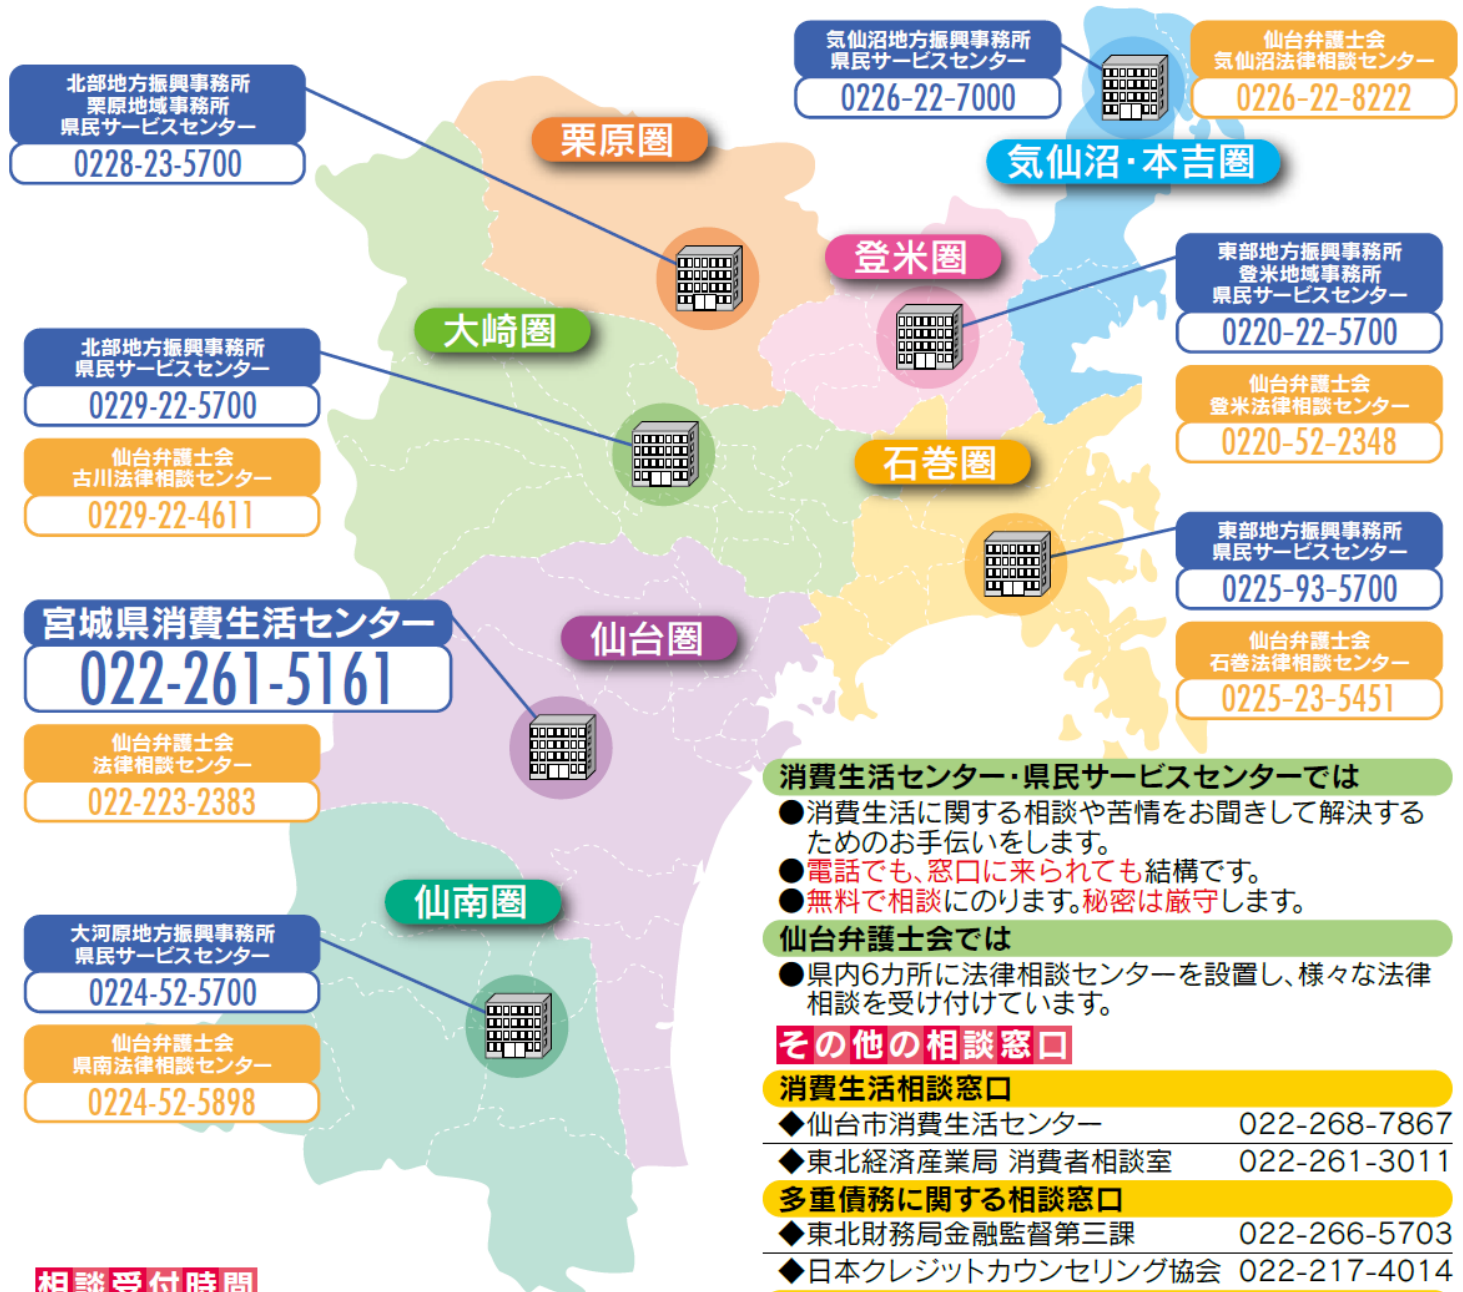 気仙沼地方振興事務所
県民サービスセンター
0226-22-7000
仙台弁護士会
気仙沼法律相談センター
0226-22-8222
気仙沼・本吉圏
北部地方振興事務所
栗原地域事務所
県民サービスセンター
0228-23-5700
栗原圏
登米圏
東部地方振興事務所
登米地域事務所
県民サービスセンター
0220-22-5700
仙台弁護士会
登米法律相談センター
0220-52-2348
大崎圏
北部地方振興事務所
県民サービスセンター
0229-22-5700
仙台弁護士会
古川法律相談センター
0229-22-4611
石巻圏
東部地方振興事務所
県民サービスセンター
0225-93-5700
仙台弁護士会
石巻法律相談センター
0225-23-5451
宮城県消費生活センター
022-261-5161
仙台圏
仙台弁護士会
法律相談センター
022-223-2383
仙南圏
大河原地方振興事務所
県民サービスセンター
0224-52-5700
仙台弁護士会
県南法律相談センター
0224-52-5898
消費生活センター・県民サービスセンターでは
●消費生活に関する相談や苦情をお聞きして解決する
ためのお手伝いをします。
●電話でも、窓口に来られても結構です。
●無料で相談にのります。秘密は厳守します。
仙台弁護士会では
●県内6カ所に法律相談センターを設置し、様々な法律
相談を受け付けています。
その他の相談窓口
消費生活相談窓口
◆仙台市消費生活センター 022-268-7867
◆東北経済産業局 消費者相談室 022-261-3011
多重債務に関する相談窓口
◆東北財務局金融監督第三課 022-266-5703
◆日本クレジットカウンセリング協会 022-217-4014
相談受付時間